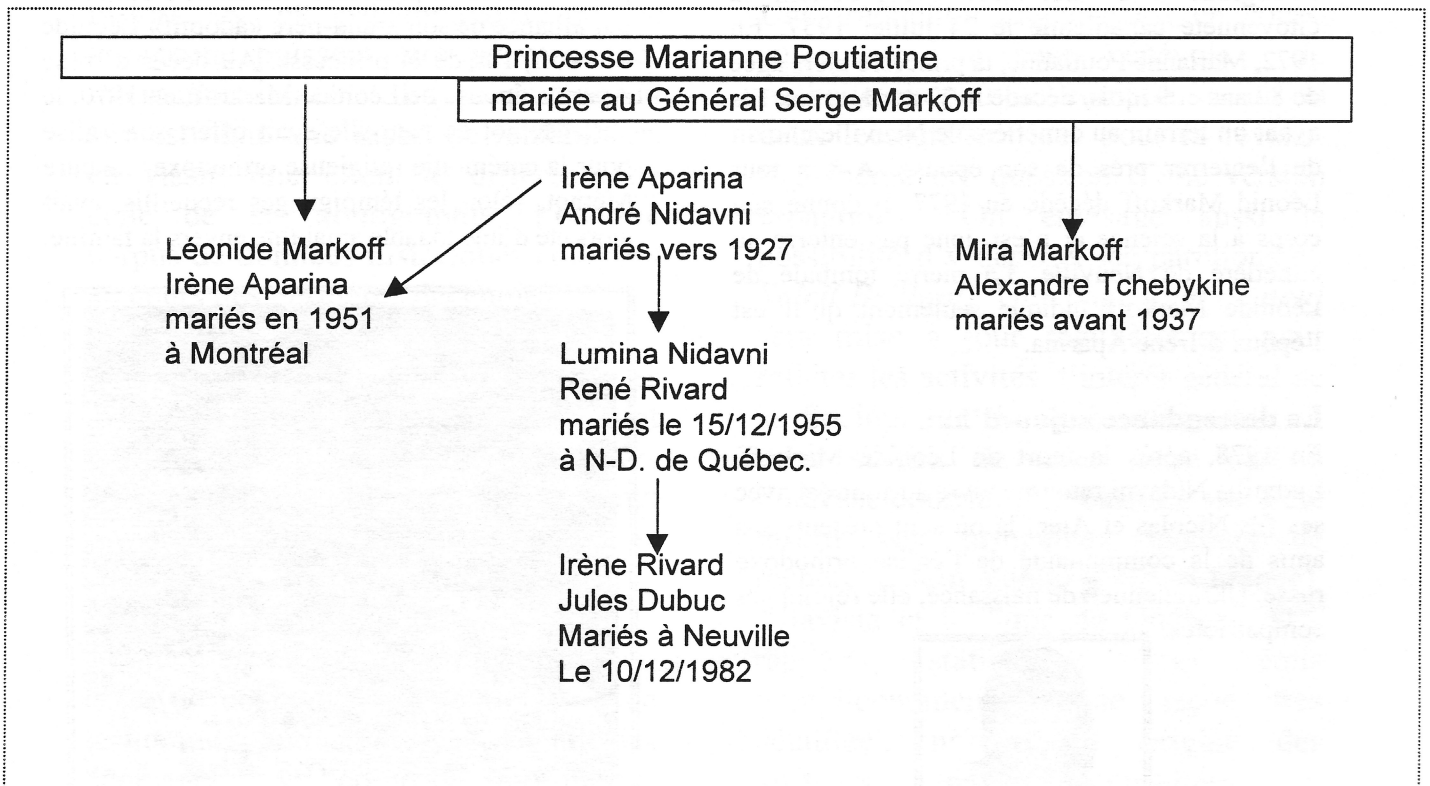 Princesse Marianne Poutiatine
mariée au Général Serge Markoff
Léonide Markoff
Irène Aparina
mariés en 1951
à Montréal
Irène Aparina
André Nidavni
mariés vers 1927
Lumina Nidavni
René Rivard
mariés le 15/12/1955
à N-D. de Québec.
Irène Rivard
Jules Dubuc
Mariés à Neuville
Le 10/12/1982
Mira Markoff
Alexandre Tchebykine
mariés avant 1937